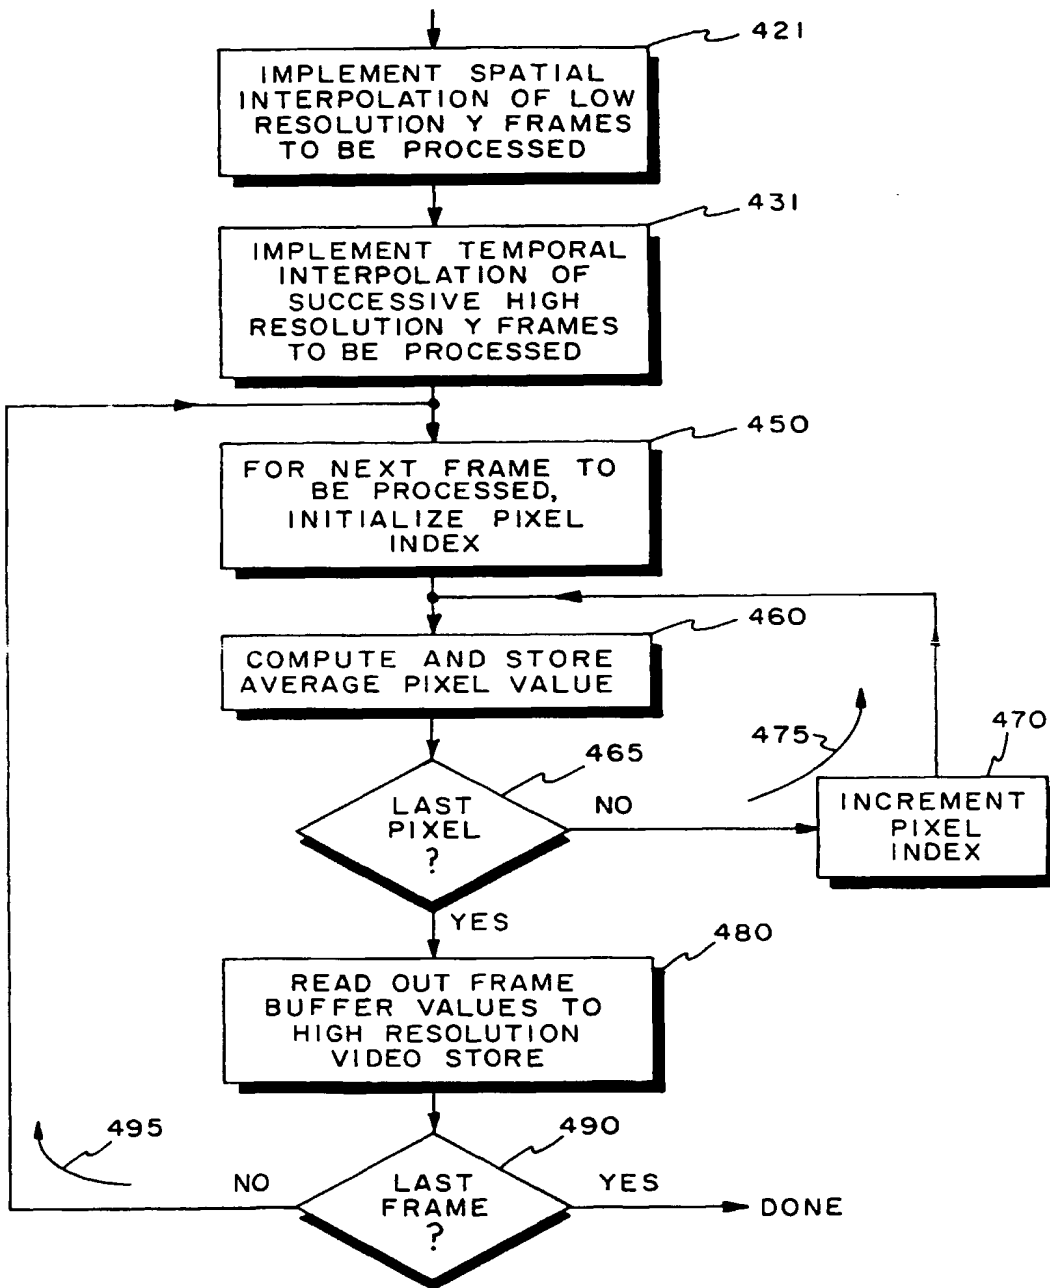 421
IMPLEMENT SPATIAL
INTERPOLATION OF LOW
RESOLUTION Y FRAMES
TO BE PROCESSED
431
IMPLEMENT TEMPORAL
INTERPOLATION OF
SUCCESSIVE HIGH
RESOLUTION Y FRAMES
TO BE PROCESSED
450
FOR NEXT FRAME TO
BE PROCESSED,
INITIALIZE PIXEL
INDEX
460
COMPUTE AND STORE
AVERAGE PIXEL VALUE
465
475
470
LAST
PIXEL
?
NO
INCREMENT
PIXEL
INDEX
YES
480
READ OUT FRAME
BUFFER VALUES TO
HIGH RESOLUTION
VIDEO STORE
495
490
NO
LAST
FRAME
?
YES
DONE